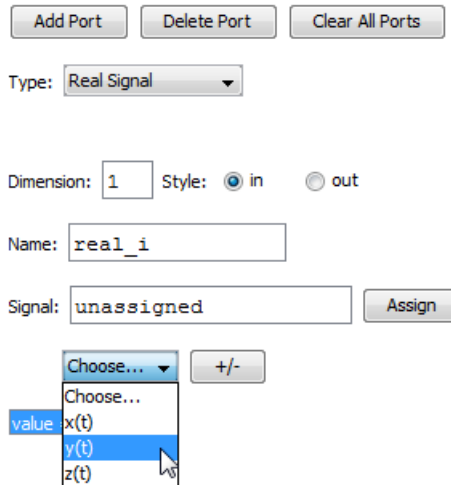 Add Port Delete Port Clear All Ports
Type: Real Signal
Dimension: 1 Style: in out
Name: real_i
Signal: unassigned Assign
Choose... +/-
Choose...
value x(t)
y(t)
z(t)